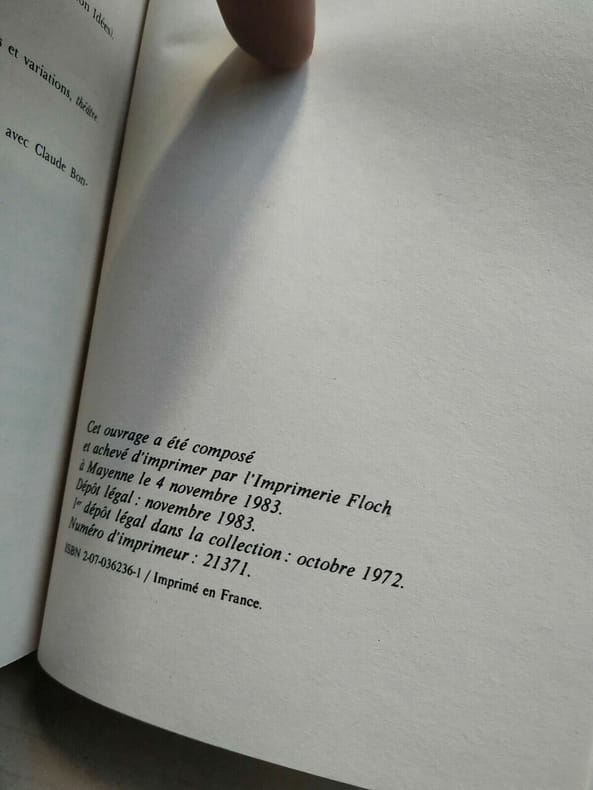 on Idées).
s et variations, théâtre
avec Claude Bon-
Cet ouvrage a été composé
et achevé d'imprimer par l'Imprimerie Floch
à Mayenne le 4 novembre 1983.
Dépôt légal : novembre 1983.
1er dépôt légal dans la collection : octobre 1972.
Numéro d'imprimeur : 21371.
ISBN 2-07-036236-1 / Imprimé en France.